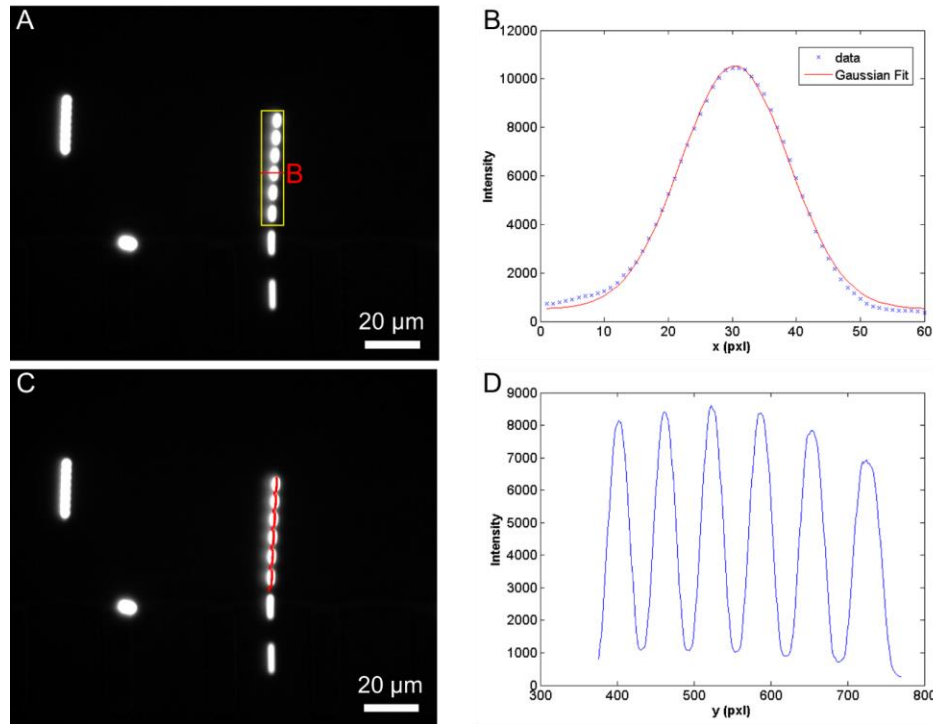 A
B
20 µm
B
12000
10000
8000
6000
4000
2000
0
0 10 20 30 40 50 60
Intensity
x (pxl)
data
Gaussian Fit
C
20 µm
D
9000
8000
7000
6000
5000
4000
3000
2000
1000
0
300 400 500 600 700 800
Intensity
y (pxl)